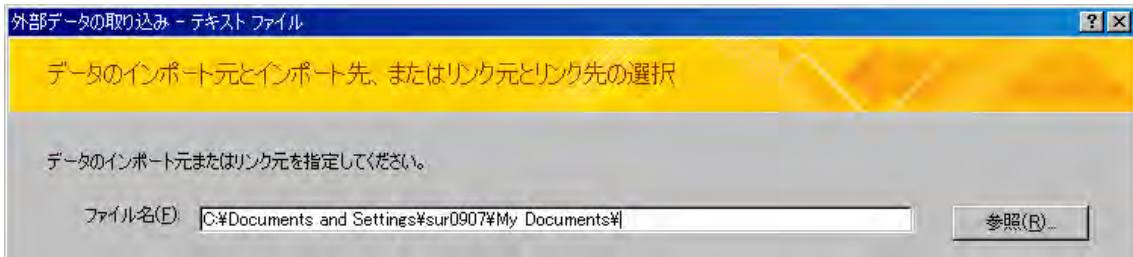 外部データの取り込み - テキスト ファイル
データのインポート元とインポート先、またはリンク元とリンク先の選択
データのインポート元またはリンク元を指定してください。
ファイル名(F) C:¥Documents and Settings¥sur0907¥My Documents¥ 参照(R)...